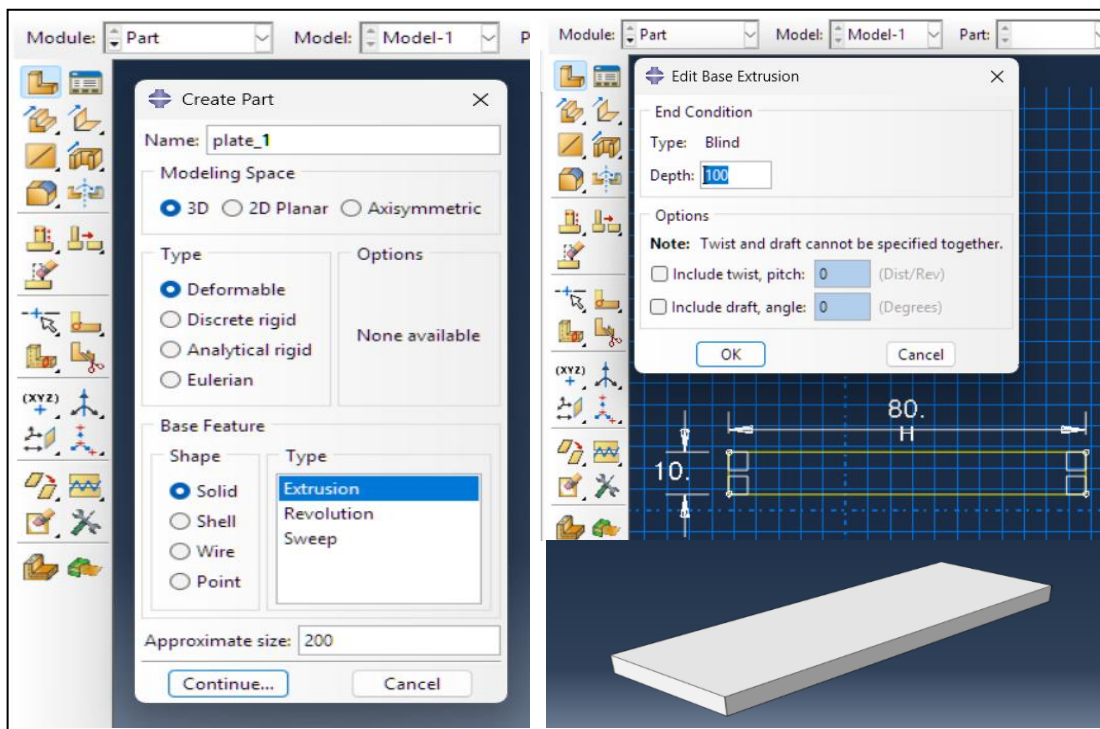 Module: Part Model: Model-1 P
Create Part
Name: plate_1
Modeling Space
3D 2D Planar Axisymmetric
Type
Options
Deformable
Discrete rigid
Analytical rigid
Eulerian
None available
Base Feature
Shape
Type
Solid
Shell
Wire
Point
Extrusion
Revolution
Sweep
Approximate size: 200
Continue... Cancel
(XYZ)
Module: Part Model: Model-1 Part:
Edit Base Extrusion
End Condition
Type: Blind
Depth: 100
Options
Note: Twist and draft cannot be specified together.
Include twist, pitch: 0 (Dist/Rev)
Include draft, angle: 0 (Degrees)
OK Cancel
(XYZ)
80.
H
10.